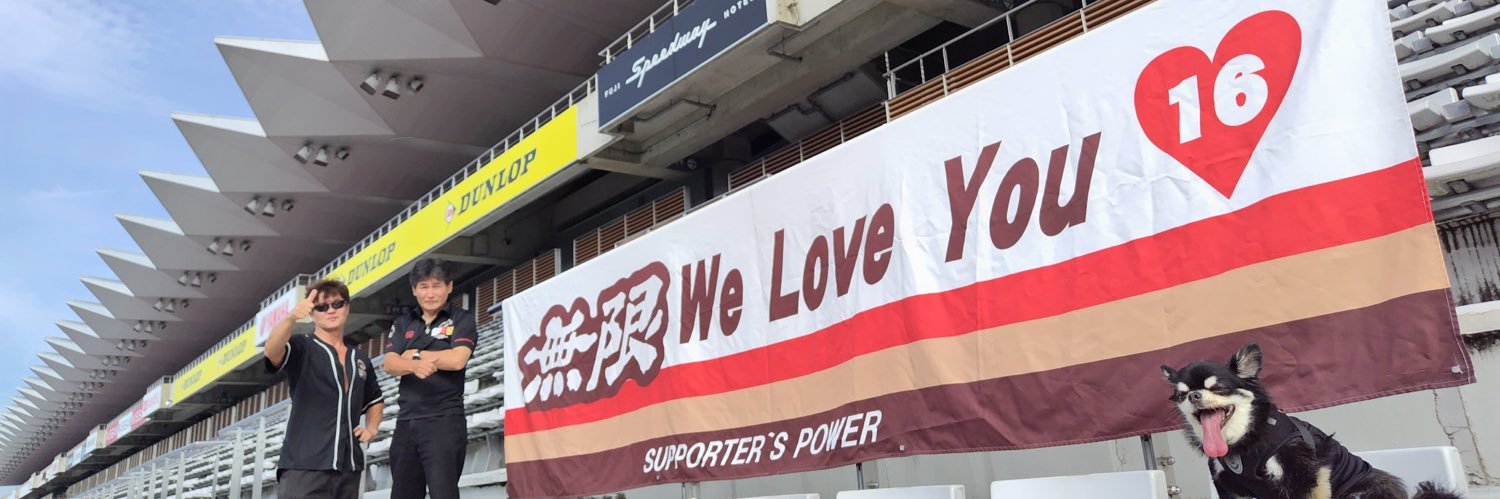 FUJI Speedway HOTEL
DUNLOP
DUNLOP
DUNLOP
16
無限 We Love You
SUPPORTER'S POWER